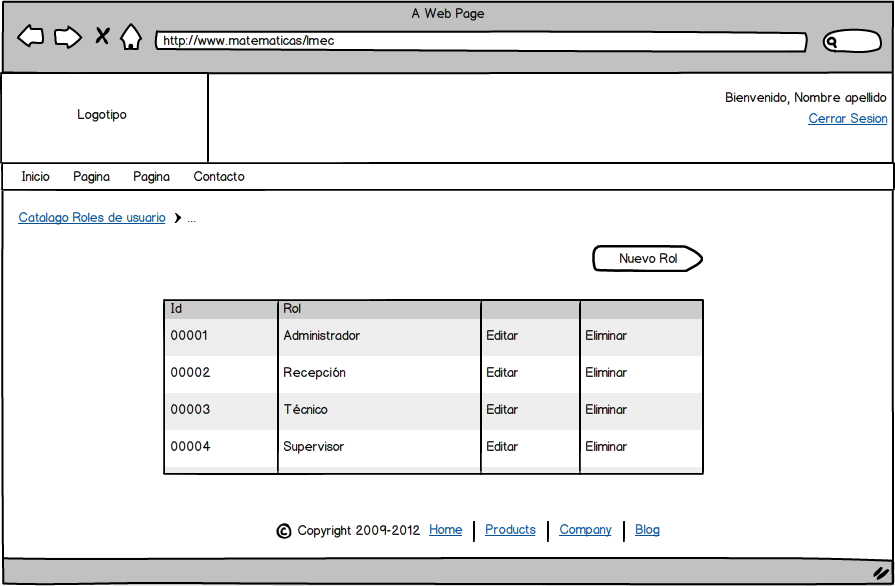 A Web Page
http://www.matematicas/lmec
Logotipo
Bienvenido, Nombre apellido
Cerrar Sesion
Inicio Pagina Pagina Contacto
Catalago Roles de usuario ...
Nuevo Rol
Id Rol
00001 Administrador Editar Eliminar
00002 Recepción Editar Eliminar
00003 Técnico Editar Eliminar
00004 Supervisor Editar Eliminar
© Copyright 2009-2012 Home | Products | Company | Blog